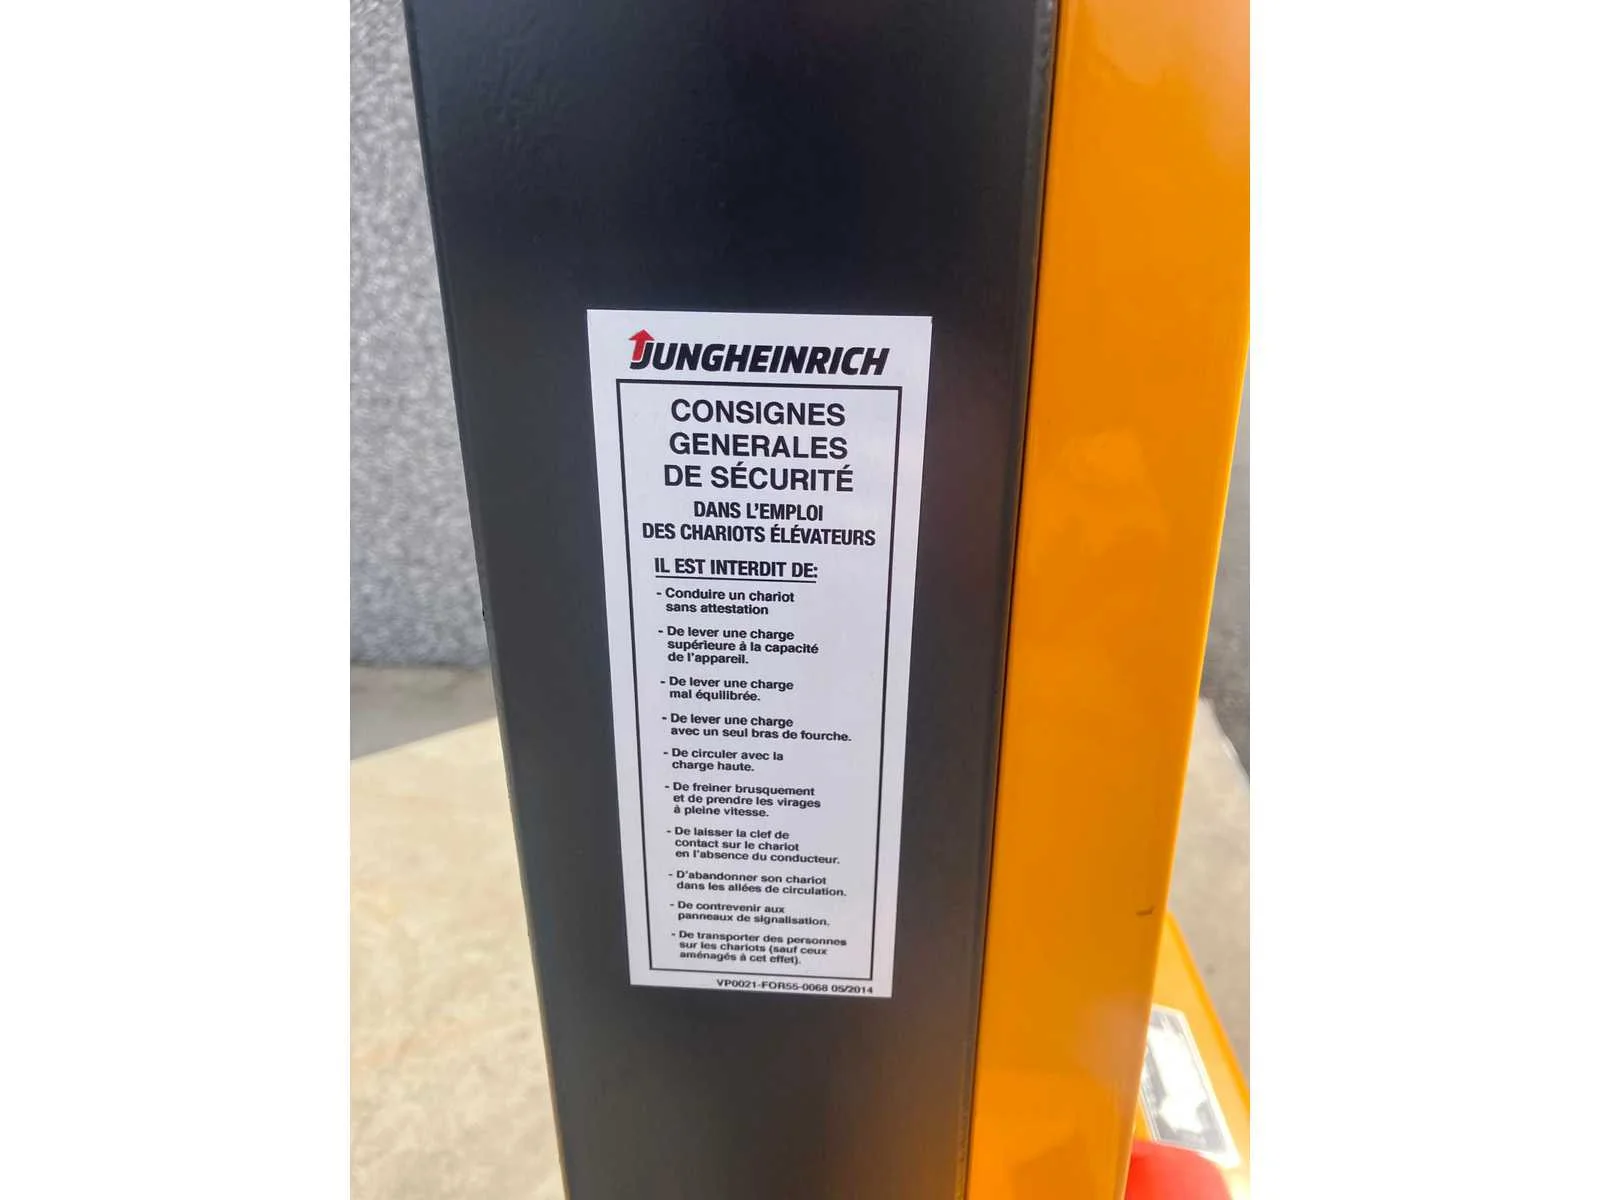 JUNGHEINRICH
CONSIGNES
GENERALES
DE SÉCURITÉ
DANS L'EMPLOI
DES CHARIOTS ÉLÉVATEURS
IL EST INTERDIT DE:
- Conduire un chariot
sans attestation
- De lever une charge
supérieure à la capacité
de l'appareil.
- De lever une charge
mal équilibrée.
- De lever une charge
avec un seul bras de fourche.
- De circuler avec la
charge haute.
- De freiner brusquement
et de prendre les virages
à pleine vitesse.
- De laisser la clef de
contact sur le chariot
en l'absence du conducteur.
- D'abandonner son chariot
dans les allées de circulation.
- De contrevenir aux
panneaux de signalisation.
- De transporter des personnes
sur les chariots (sauf ceux
aménagés à cet effet).
VP0021-FOR55-0068 05/2014